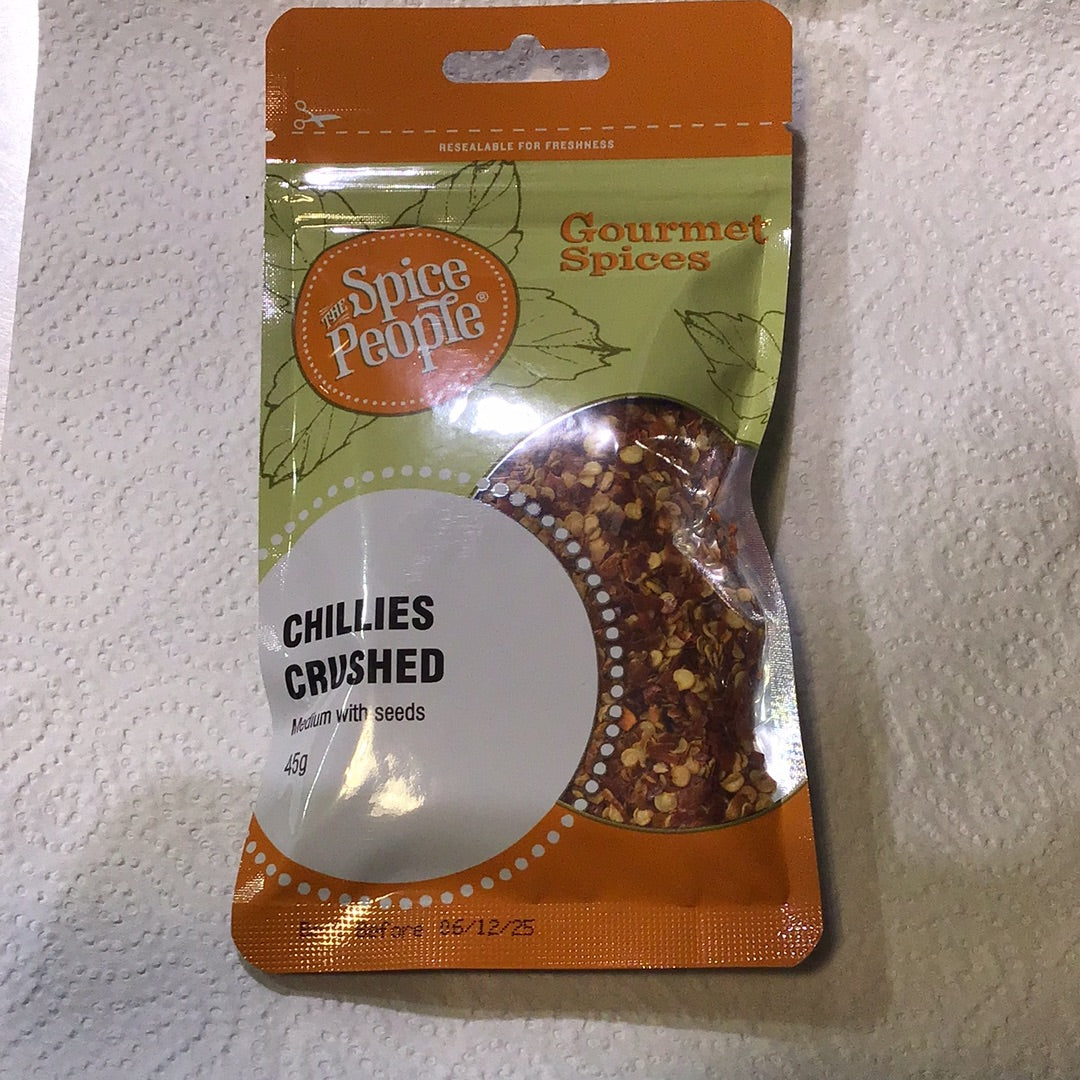 RESEALABLE FOR FRESHNESS
Gourmet
Spices
THE Spice
People®
CHILLIES
CRUSHED
Medium with seeds
45g
Best Before 06/12/25